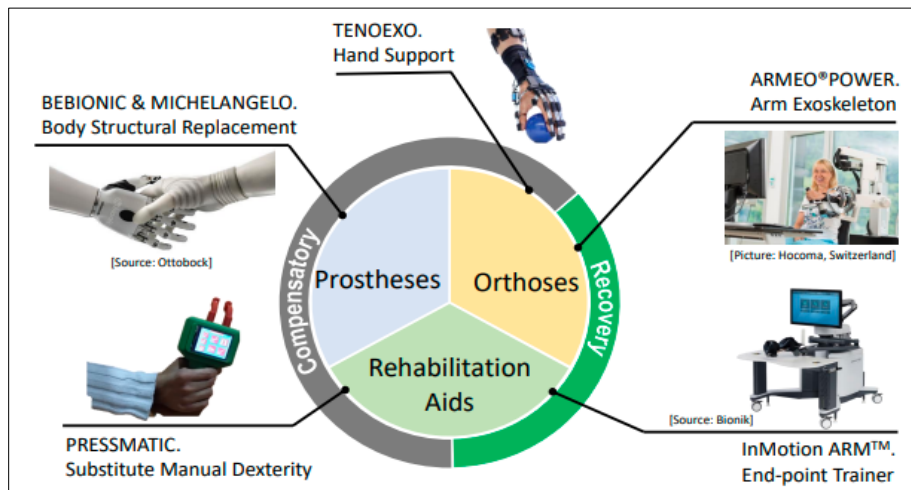 TENOEXO.
Hand Support
ARMEO®POWER.
Arm Exoskeleton
BEBIONIC & MICHELANGELO.
Body Structural Replacement
[Source: Ottobock]
[Picture: Hocoma, Switzerland]
Compensatory
Recovery
Prostheses
Orthoses
Rehabilitation
Aids
[Source: Bionik]
PRESSMATIC.
Substitute Manual Dexterity
InMotion ARM™.
End-point Trainer